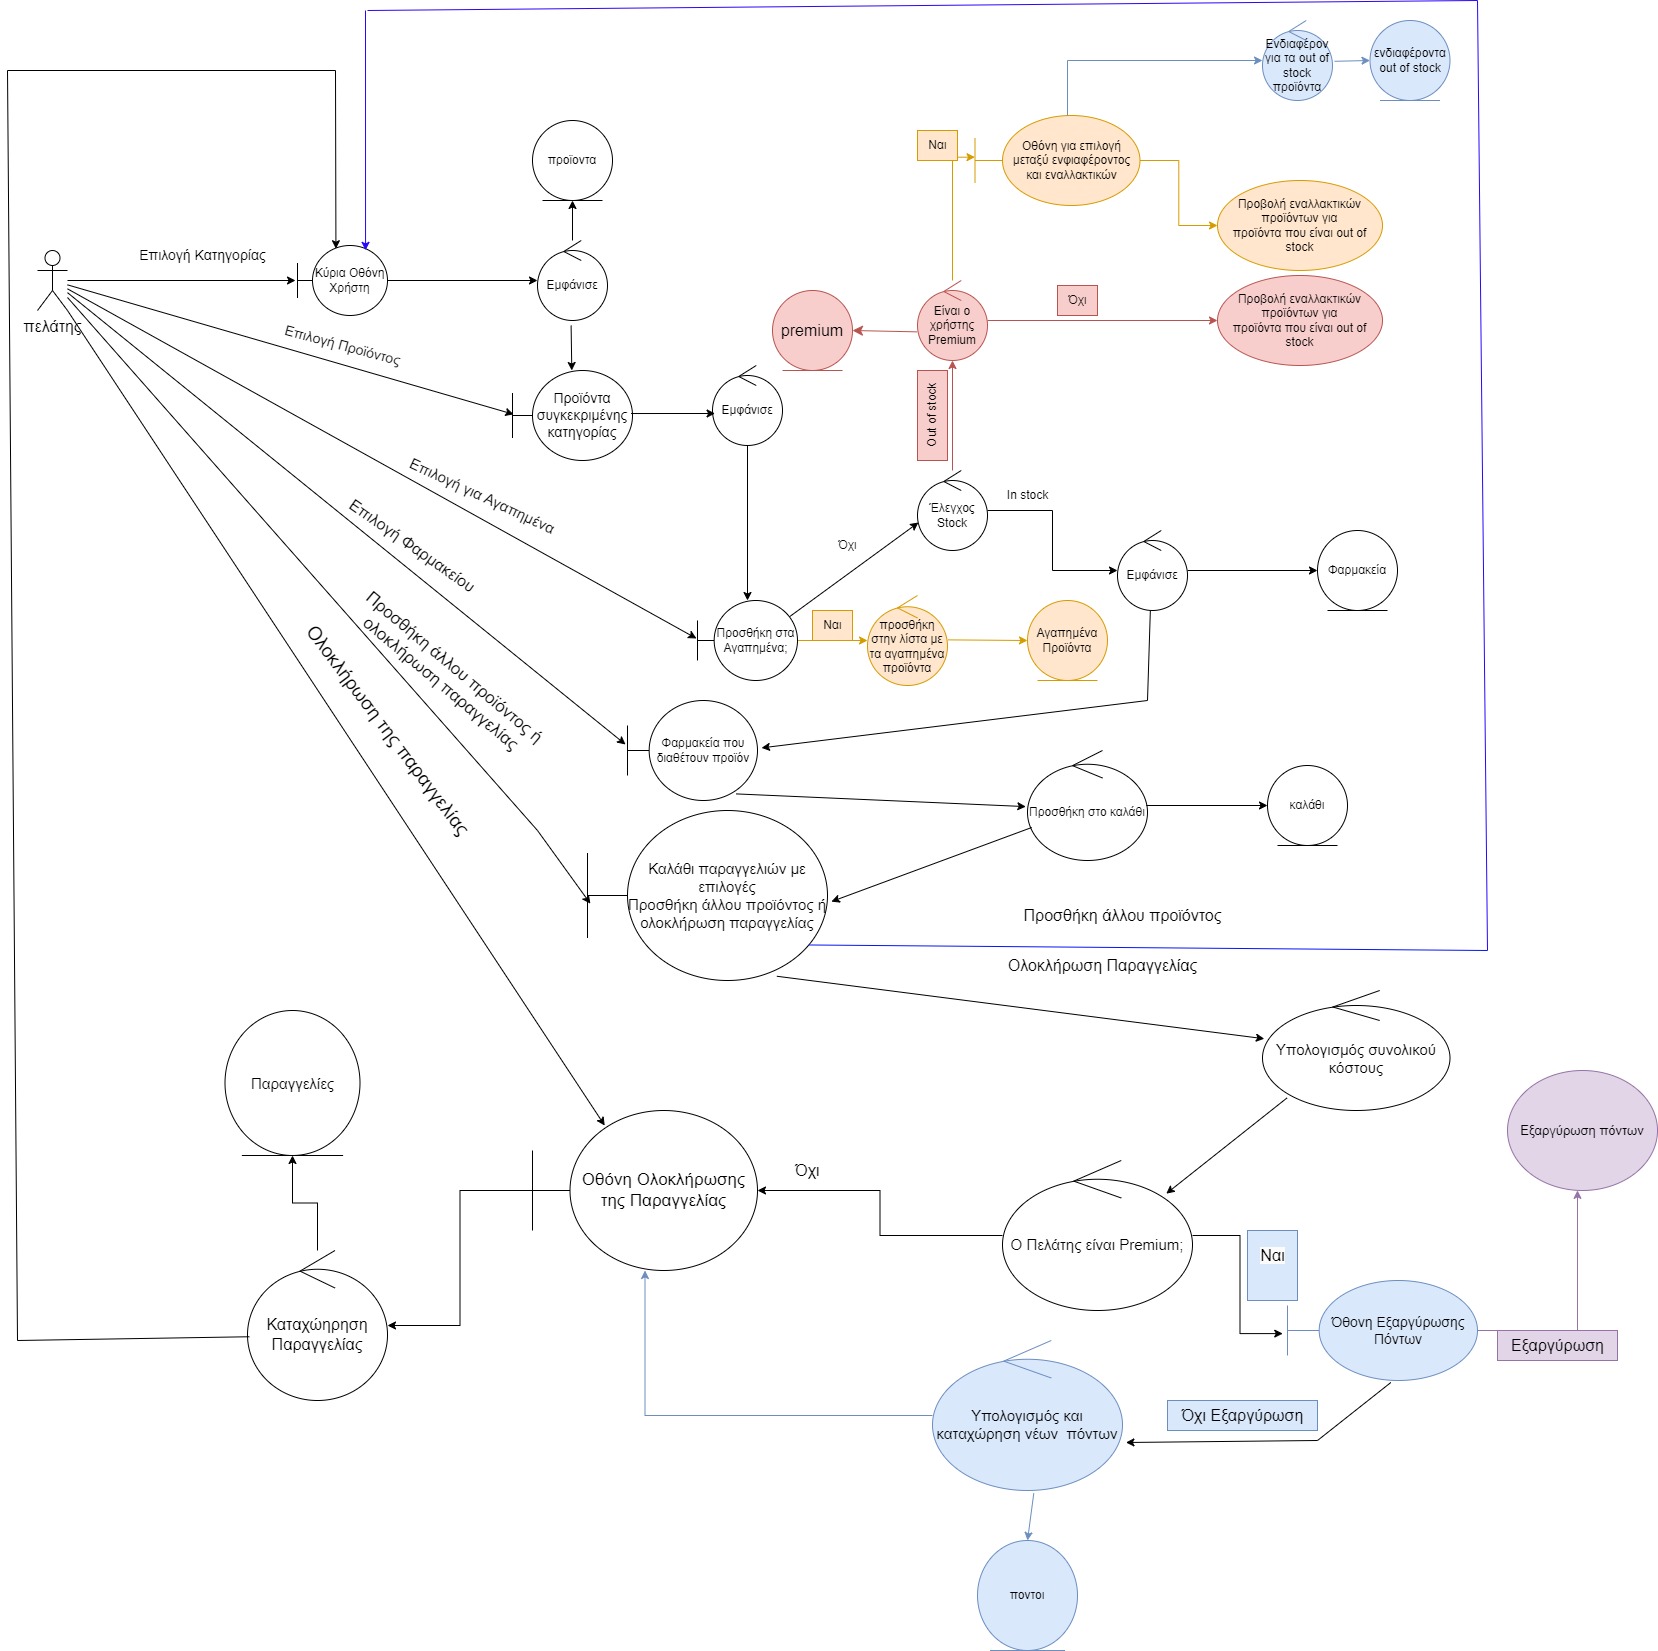 Ενδιαφέρον
για τα out of
stock
προϊόντα
ενδιαφέροντα
out of stock
Ναι
Οθόνη για επιλογή
μεταξύ ενφιαφέροντος
και εναλλακτικών
προϊοντα
Προβολή εναλλακτικών
προϊόντων για
προϊόντα που είναι out of
stock
Επιλογή Κατηγορίας
Κύρια Οθόνη
Χρήστη
Εμφάνισε
πελάτης
premium
Είναι ο
χρήστης
Premium
Όχι
Προβολή εναλλακτικών
προϊόντων για
προϊόντα που είναι out of
stock
Επιλογή Προϊόντος
Προϊόντα
συγκεκριμένης
κατηγορίας
Εμφάνισε
Out of stock
Επιλογή για Αγαπημένα
Έλεγχος
Stock
In stock
Επιλογή Φαρμακείου
Όχι
Εμφάνισε
Φαρμακεία
Προσθήκη άλλου προϊόντος ή
ολοκλήρωση παραγγελίας
Ολοκλήρωση της παραγγελίας
Προσθήκη στα
Αγαπημένα;
Ναι
προσθήκη
στην λίστα με
τα αγαπημένα
προϊόντα
Αγαπημένα
Προϊόντα
Φαρμακεία που
διαθέτουν προϊόν
Προσθήκη στο καλάθι
καλάθι
Καλάθι παραγγελιών με
επιλογές
Προσθήκη άλλου προϊόντος ή
ολοκλήρωση παραγγελίας
Προσθήκη άλλου προϊόντος
Ολοκλήρωση Παραγγελίας
Υπολογισμός συνολικού
κόστους
Παραγγελίες
Εξαργύρωση πόντων
Οθόνη Ολοκλήρωσης
της Παραγγελίας
Όχι
Ο Πελάτης είναι Premium;
Ναι
Καταχώηρηση
Παραγγελίας
Όθονη Εξαργύρωσης
Πόντων
Εξαργύρωση
Υπολογισμός και
καταχώρηση νέων  πόντων
Όχι Εξαργύρωση
ποντοι